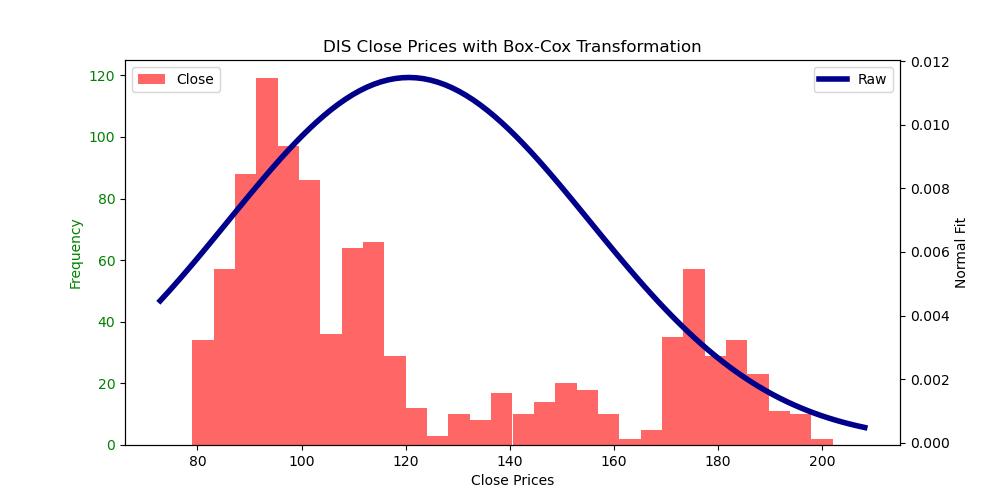 DIS Close Prices with Box-Cox Transformation
Close
Raw
120
100
80
60
40
20
0
Frequency
0.012
0.010
0.008
0.006
0.004
0.002
0.000
Normal Fit
80 100 120 140 160 180 200
Close Prices